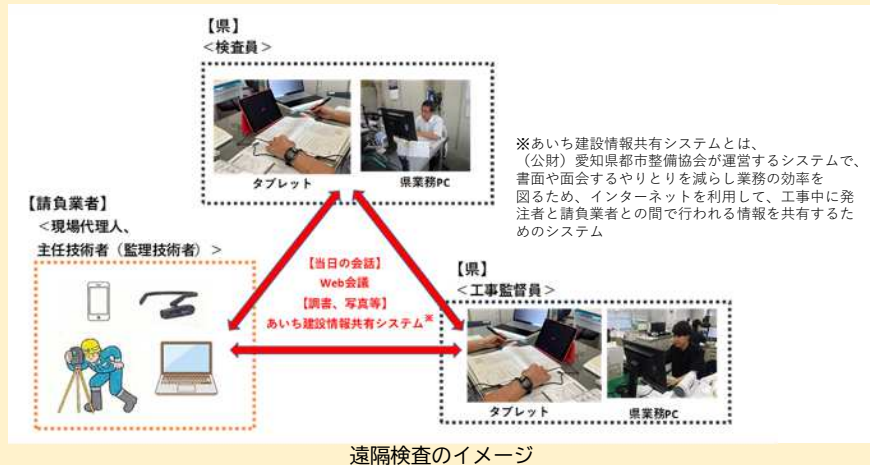 【県】
＜検査員＞
タブレット
県業務PC
※あいち建設情報共有システムとは、
（公財）愛知県都市整備協会が運営するシステムで、
書面や面会するやりとりを減らし業務の効率を
図るため、インターネットを利用して、工事中に発
注者と請負業者との間で行われる情報を共有するた
めのシステム
【請負業者】
＜現場代理人、
主任技術者（監理技術者）＞
【当日の会話】
Web会議
【調書、写真等】
あいち建設情報共有システム※
【県】
＜工事監督員＞
タブレット
県業務PC
遠隔検査のイメージ